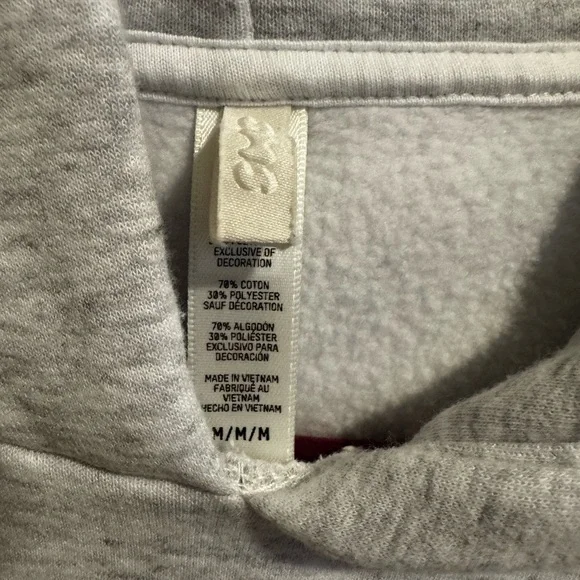 EXCLUSIVE OF
DECORATION
70% COTON
30% POLYESTER
SAUF DÉCORATION
70% ALGODÓN
30% POLIÉSTER
EXCLUSIVO PARA
DECORACIÓN
MADE IN VIETNAM
FABRIQUÉ AU
VIETNAM
HECHO EN VIETNAM
M/M/M